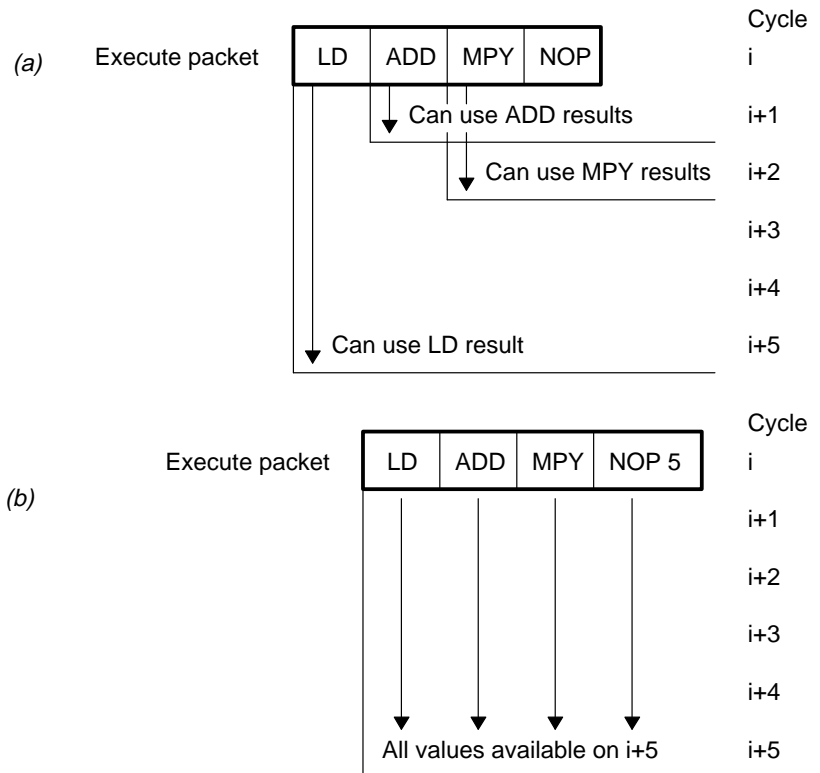 Cycle
(a) Execute packet LD ADD MPY NOP i
Can use ADD results i+1
Can use MPY results i+2
i+3
i+4
Can use LD result i+5
Cycle
Execute packet LD ADD MPY NOP 5 i
(b)
i+1
i+2
i+3
i+4
All values available on i+5 i+5